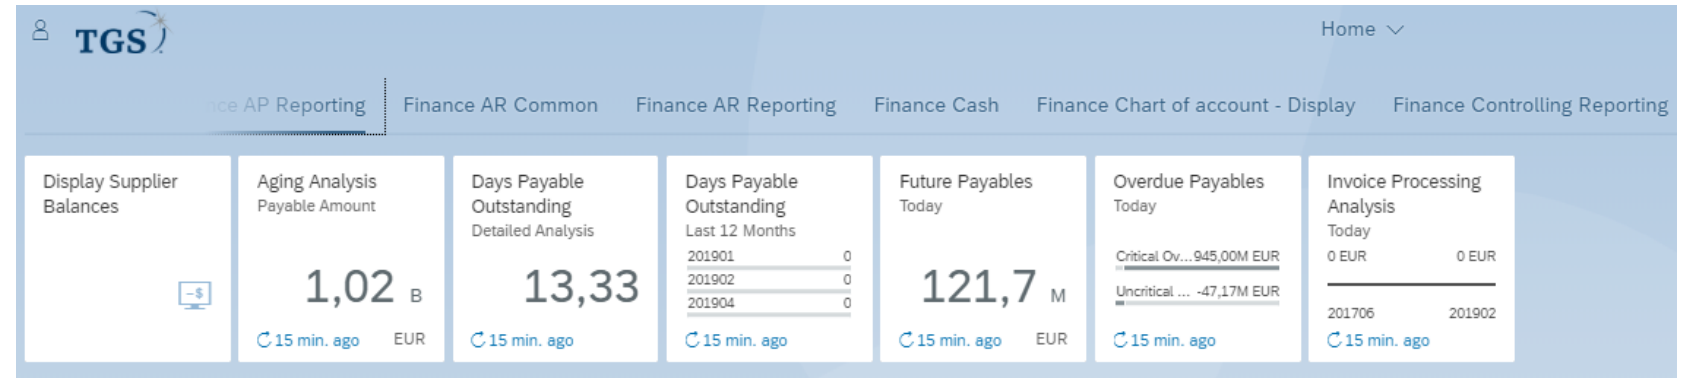 TGS
Home
nce AP Reporting
Finance AR Common
Finance AR Reporting
Finance Cash
Finance Chart of account - Display
Finance Controlling Reporting
Display Supplier
Balances
-$
Aging Analysis
Payable Amount
1,02 B
15 min. ago EUR
Days Payable
Outstanding
Detailed Analysis
13,33
15 min. ago
Days Payable
Outstanding
Last 12 Months
201901 0
201902 0
201904 0
15 min. ago
Future Payables
Today
121,7 M
15 min. ago EUR
Overdue Payables
Today
Critical Ov...945,00M EUR
Uncritical ... -47,17M EUR
15 min. ago
Invoice Processing
Analysis
Today
0 EUR 0 EUR
201706 201902
15 min. ago